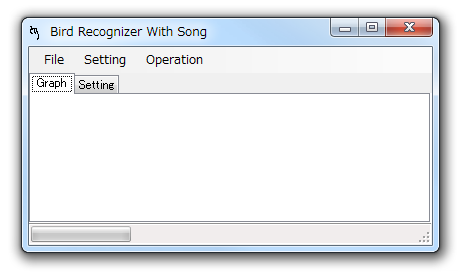 Bird Recognizer With Song
File Setting Operation
Graph Setting